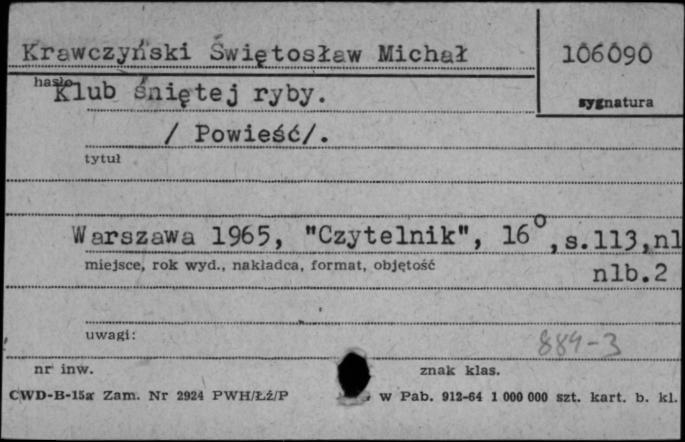 Krawczyński Świętosław Michał
106090
hasło
Klub śniętej ryby.
sygnatura
/ Powieść/.
tytuł
Warszawa 1965, "Czytelnik", 16°, s.113,nl
miejsce, rok wyd., nakładca, format, objętość
nlb.2
uwagi:
884-3
nr inw.
znak klas.
CWD-B-15a Zam. Nr 2924 PWH/Łź/P
w Pab. 912-64 1 000 000 szt. kart. b. kl.